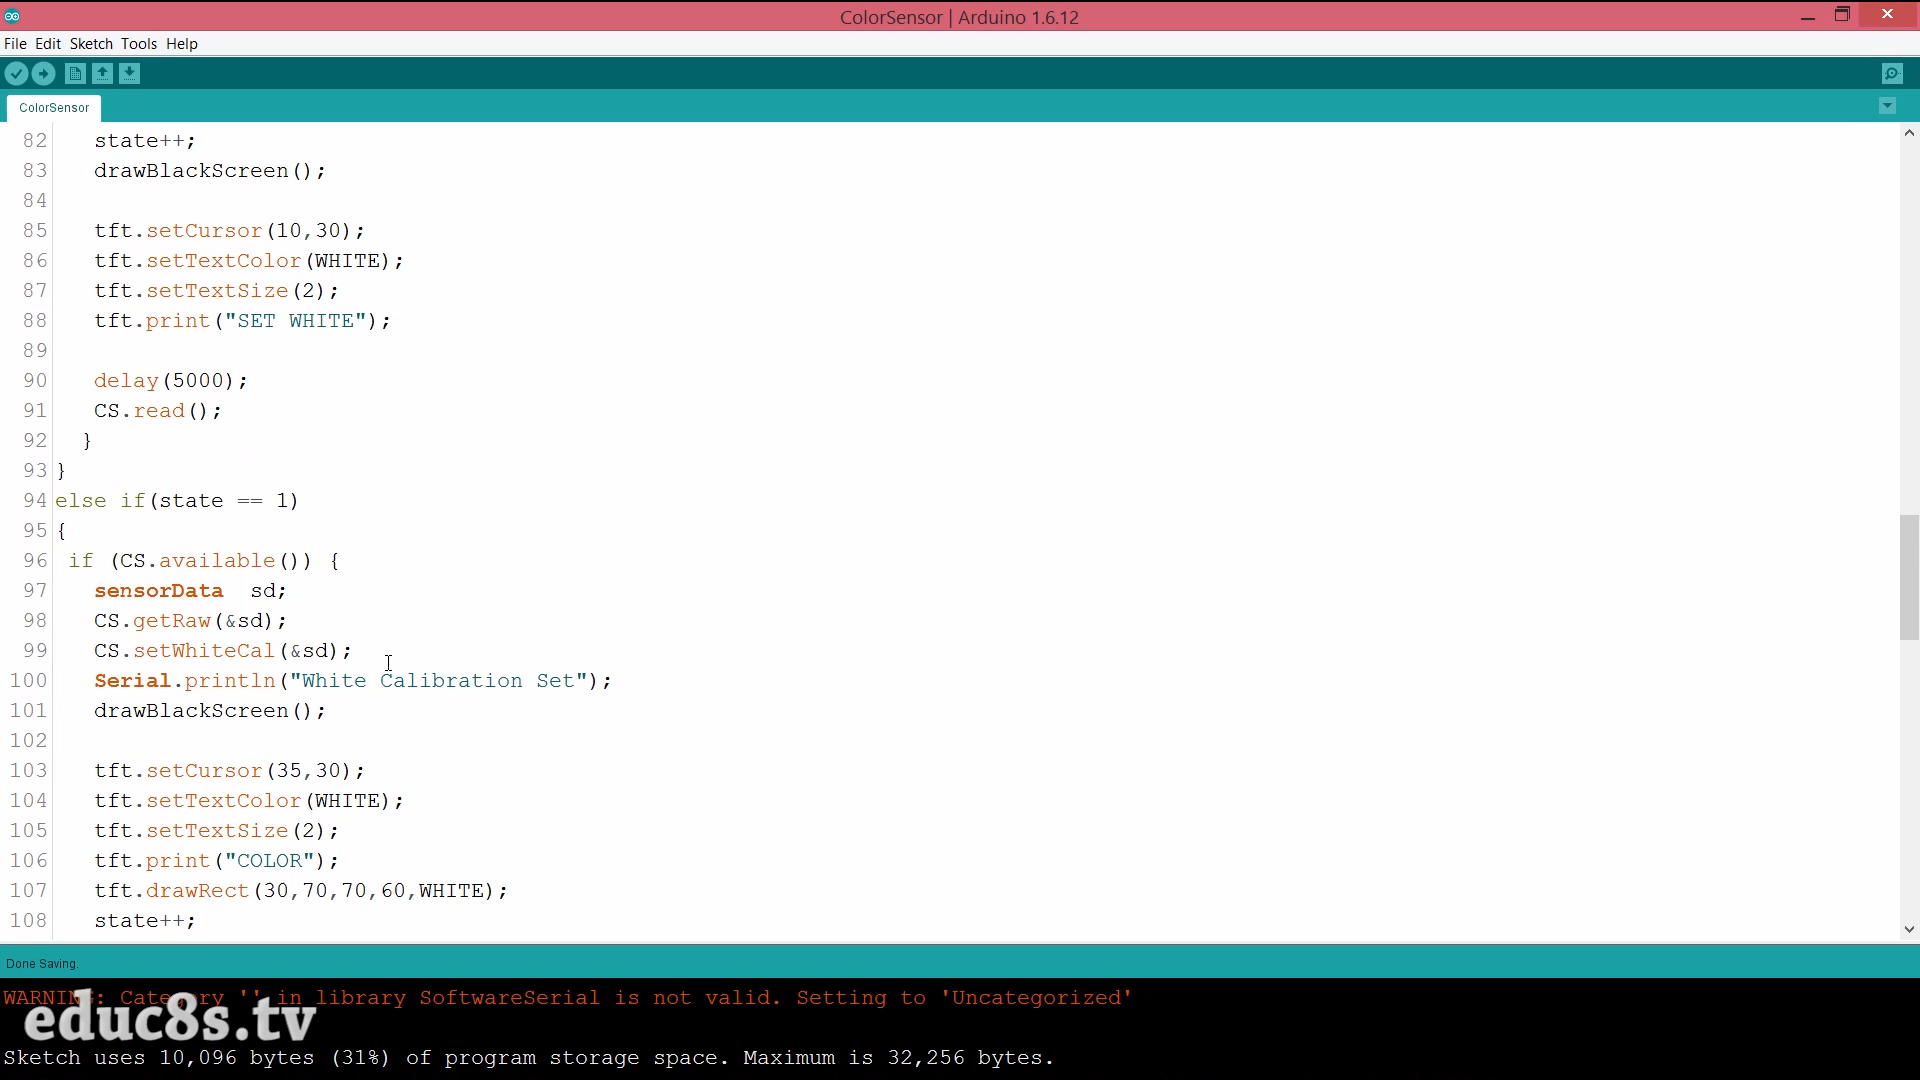 ColorSensor | Arduino 1.6.12
File Edit Sketch Tools Help
ColorSensor
82 state++;
83 drawBlackScreen();
84
85 tft.setCursor(10,30);
86 tft.setTextColor(WHITE);
87 tft.setTextSize(2);
88 tft.print("SET WHITE");
89
90 delay(5000);
91 CS.read();
92 }
93 }
94 else if(state == 1)
95 {
96 if (CS.available()) {
97 sensorData  sd;
98 CS.getRaw(&sd);
99 CS.setWhiteCal(&sd);
100 Serial.println("White Calibration Set");
101 drawBlackScreen();
102
103 tft.setCursor(35,30);
104 tft.setTextColor(WHITE);
105 tft.setTextSize(2);
106 tft.print("COLOR");
107 tft.drawRect(30,70,70,60,WHITE);
108 state++;
Done Saving.
WARNING: Category '' in library SoftwareSerial is not valid. Setting to 'Uncategorized'
educ8s.tv
Sketch uses 10,096 bytes (31%) of program storage space. Maximum is 32,256 bytes.